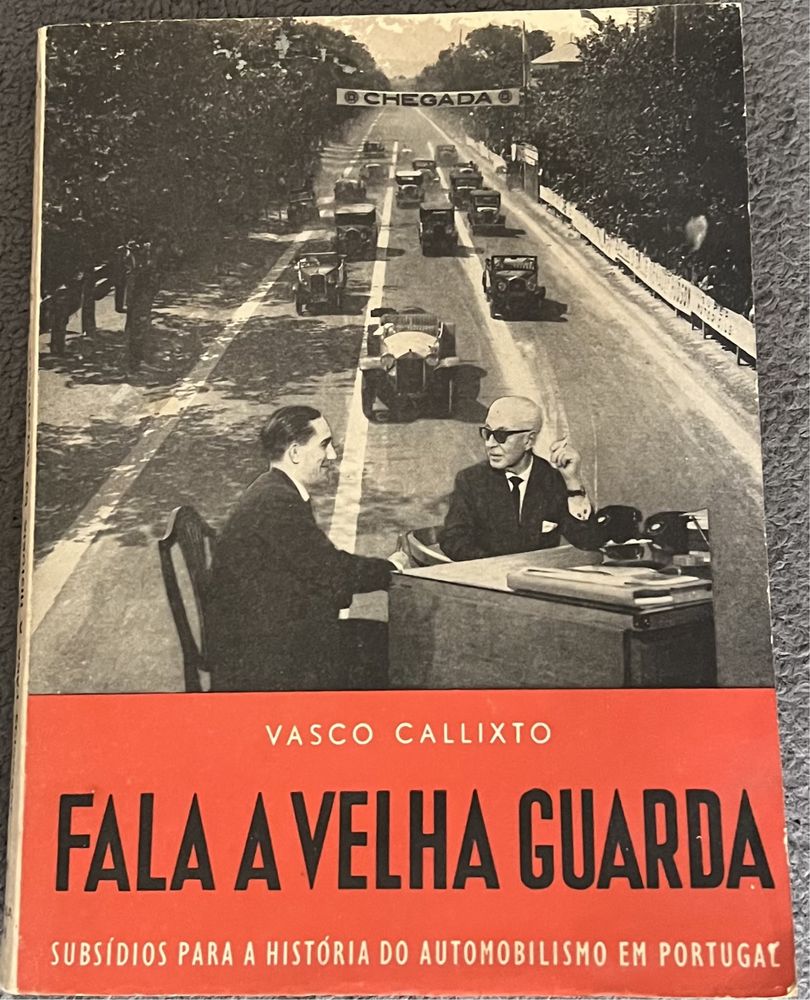 CHEGADA
VASCO CALLIXTO
FALA A VELHA GUARDA
SUBSÍDIOS PARA A HISTÓRIA DO AUTOMOBILISMO EM PORTUGAL